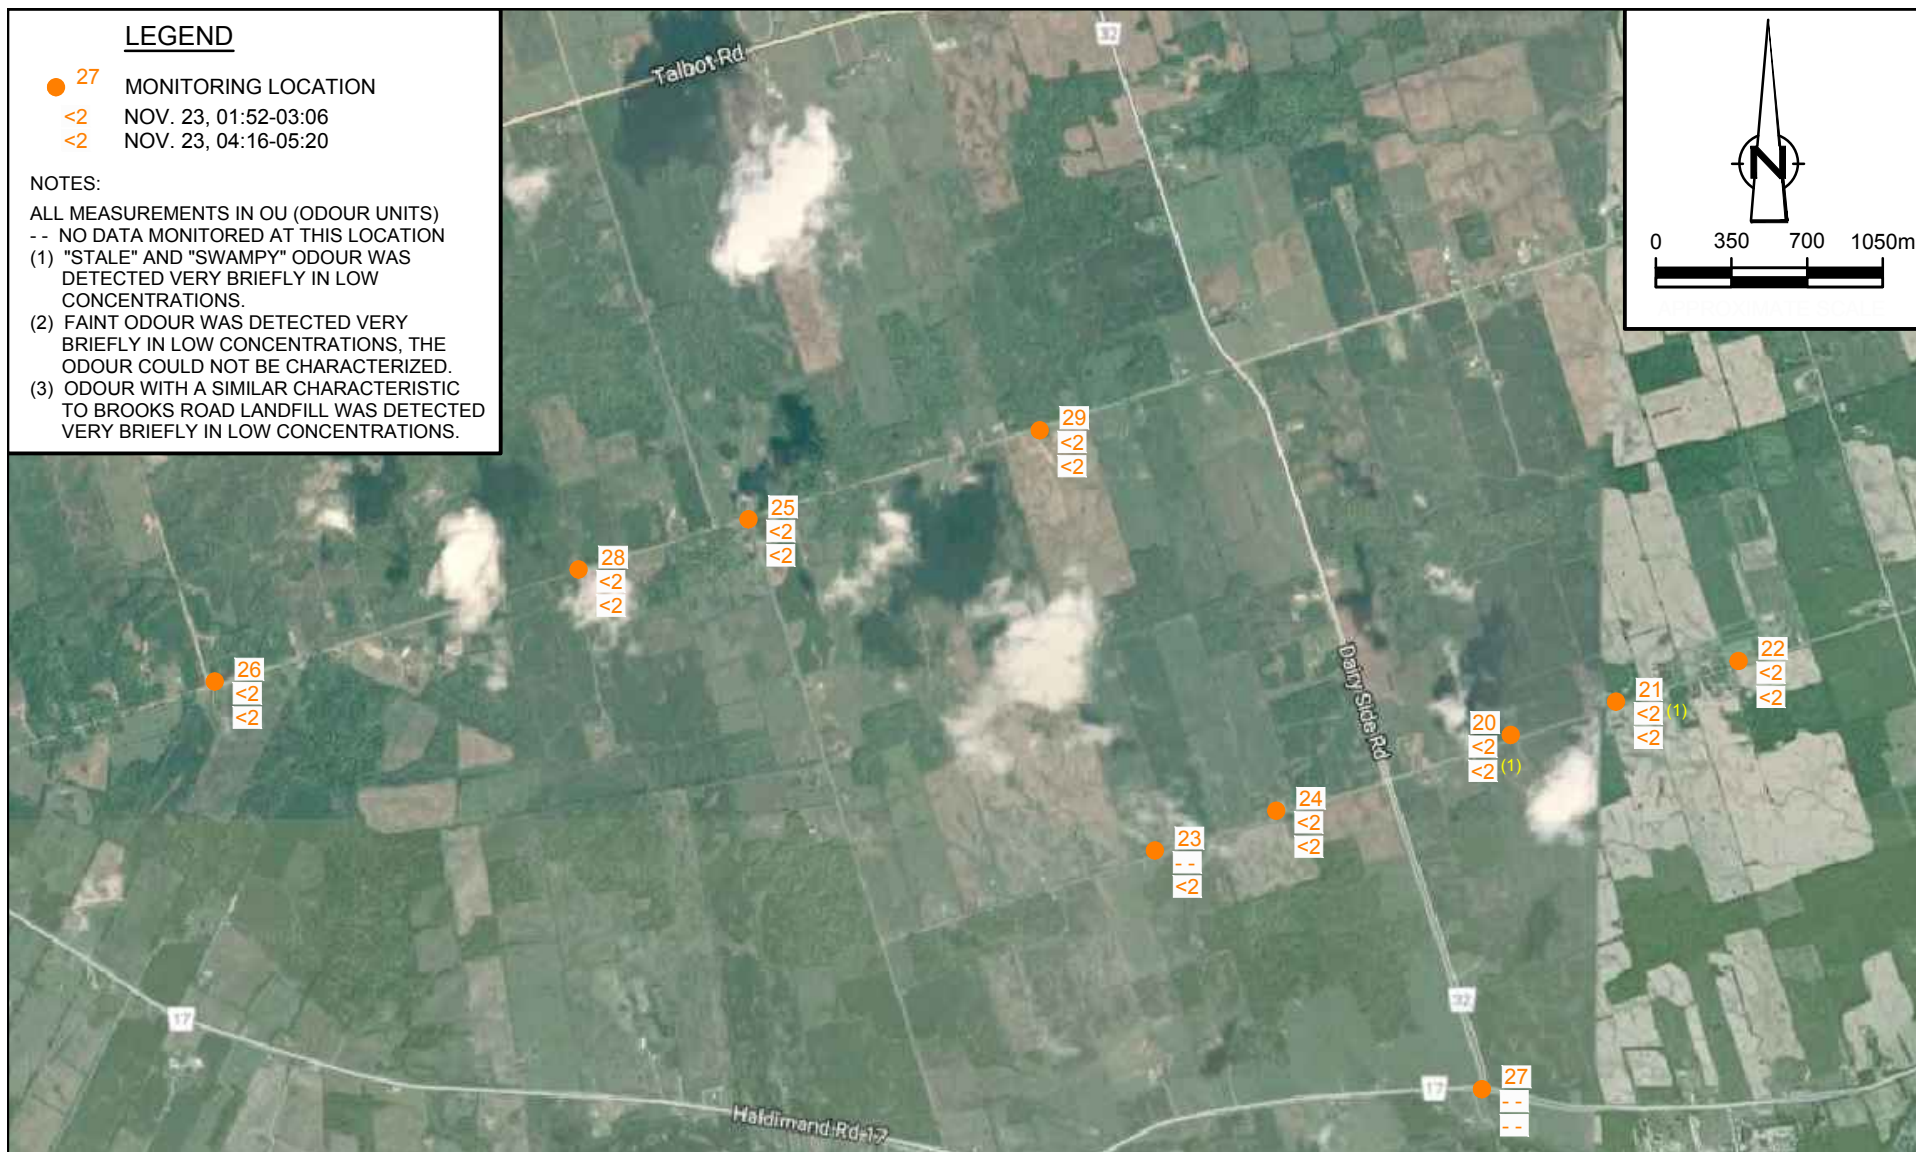 LEGEND
27 MONITORING LOCATION
<2 NOV. 23, 01:52-03:06
<2 NOV. 23, 04:16-05:20
NOTES:
ALL MEASUREMENTS IN OU (ODOUR UNITS)
- - NO DATA MONITORED AT THIS LOCATION
(1) "STALE" AND "SWAMPY" ODOUR WAS
DETECTED VERY BRIEFLY IN LOW
CONCENTRATIONS.
(2) FAINT ODOUR WAS DETECTED VERY
BRIEFLY IN LOW CONCENTRATIONS, THE
ODOUR COULD NOT BE CHARACTERIZED.
(3) ODOUR WITH A SIMILAR CHARACTERISTIC
TO BROOKS ROAD LANDFILL WAS DETECTED
VERY BRIEFLY IN LOW CONCENTRATIONS.
Talbot Rd
32
N
0 350 700 1050m
APPROXIMATE SCALE
29
<2
<2
25
<2
<2
28
<2
<2
26
<2
<2
22
<2
<2
21
<2 (1)
<2
20
<2
<2 (1)
Dairy Side Rd
24
<2
<2
23
- -
<2
32
17
17
27
- -
- -
Haldimand Rd 17